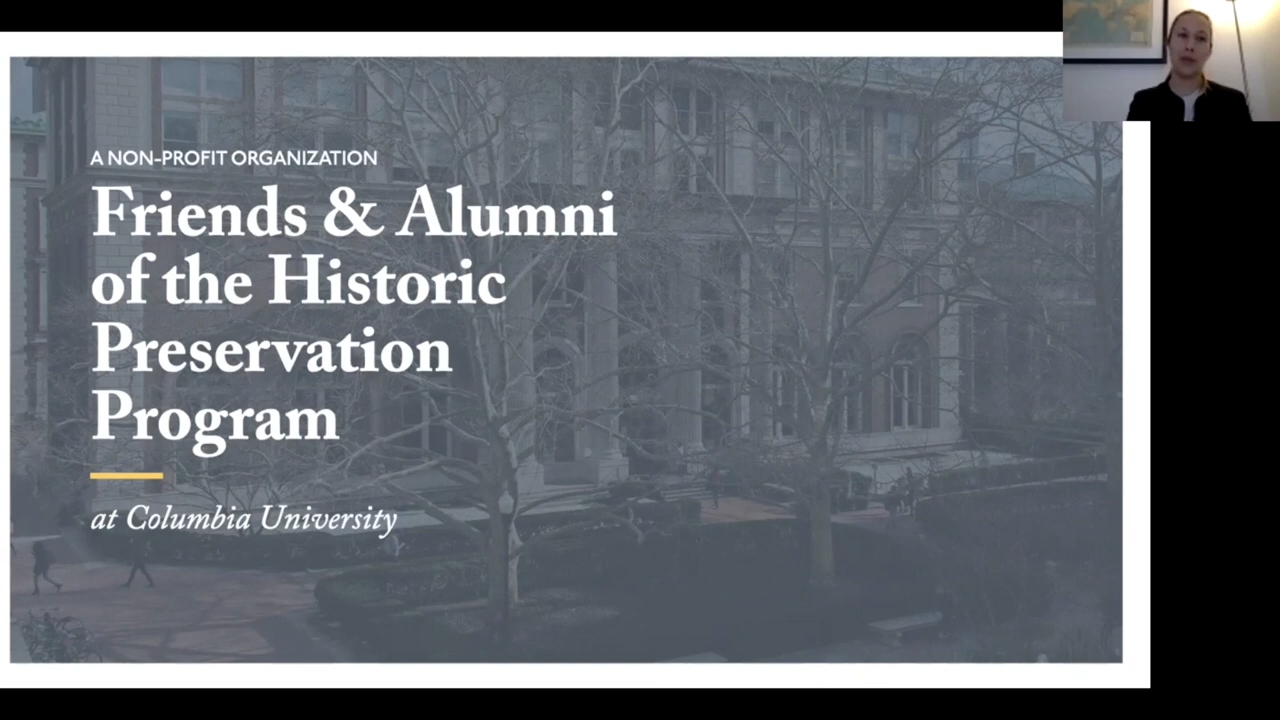 A NON-PROFIT ORGANIZATION
Friends & Alumni
of the Historic
Preservation
Program
at Columbia University